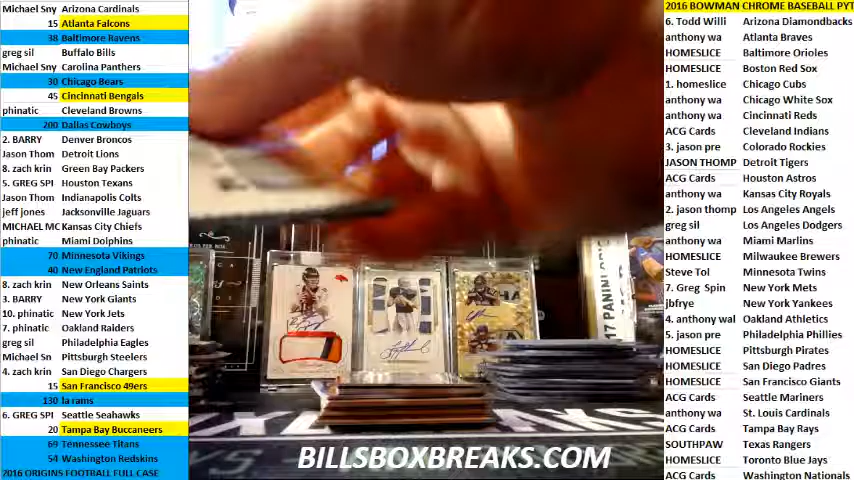 Michael Sny Arizona Cardinals
15 Atlanta Falcons
38 Baltimore Ravens
greg sil Buffalo Bills
Michael Sny Carolina Panthers
30 Chicago Bears
45 Cincinnati Bengals
phinatic Cleveland Browns
200 Dallas Cowboys
2. BARRY Denver Broncos
Jason Thom Detroit Lions
8. zach krin Green Bay Packers
5. GREG SPI Houston Texans
Jason Thom Indianapolis Colts
jeff jones Jacksonville Jaguars
MICHAEL MC Kansas City Chiefs
phinatic Miami Dolphins
70 Minnesota Vikings
40 New England Patriots
8. zach krin New Orleans Saints
3. BARRY New York Giants
10. phinatic New York Jets
7. phinatic Oakland Raiders
greg sil Philadelphia Eagles
Michael Sn Pittsburgh Steelers
4. zach krin San Diego Chargers
15 San Francisco 49ers
130 la rams
6. GREG SPI Seattle Seahawks
20 Tampa Bay Buccaneers
69 Tennessee Titans
54 Washington Redskins
2016 ORIGINS FOOTBALL FULL CASE
BILLSBOXBREAKS.COM
2016 BOWMAN CHROME BASEBALL PYT
6. Todd Willi Arizona Diamondbacks
anthony wa Atlanta Braves
HOMESLICE Baltimore Orioles
HOMESLICE Boston Red Sox
1. homeslice Chicago Cubs
anthony wa Chicago White Sox
anthony wa Cincinnati Reds
ACG Cards Cleveland Indians
3. jason pre Colorado Rockies
JASON THOMP Detroit Tigers
ACG Cards Houston Astros
anthony wa Kansas City Royals
2. jason thomp Los Angeles Angels
greg sil Los Angeles Dodgers
anthony wa Miami Marlins
HOMESLICE Milwaukee Brewers
Steve Tol Minnesota Twins
7. Greg Spin New York Mets
jbfrye New York Yankees
4. anthony wal Oakland Athletics
5. jason pre Philadelphia Phillies
HOMESLICE Pittsburgh Pirates
HOMESLICE San Diego Padres
HOMESLICE San Francisco Giants
ACG Cards Seattle Mariners
anthony wa St. Louis Cardinals
ACG Cards Tampa Bay Rays
SOUTHPAW Texas Rangers
HOMESLICE Toronto Blue Jays
ACG Cards Washington Nationals